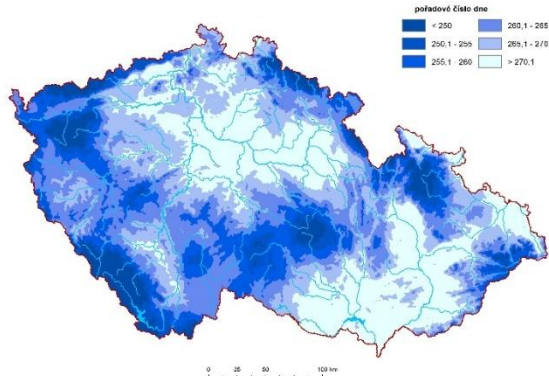 pořadové číslo dne
< 250
250,1 - 255
255,1 - 260
260,1 - 265
265,1 - 270
> 270,1
0 25 50 100 km